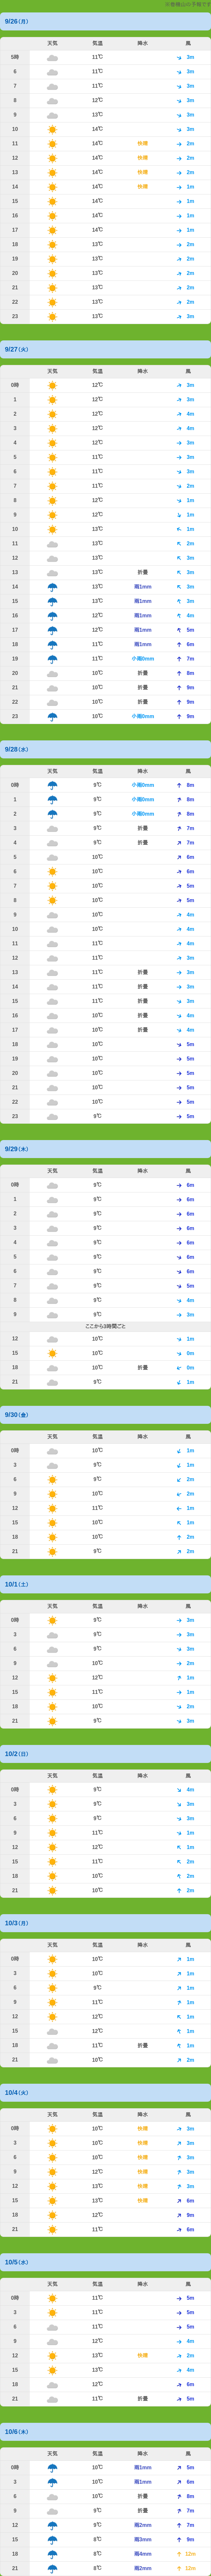 の予報です
9/26(月)
天気 気温 降水 風
5時 11℃ 3m
6 11℃ 3m
7 11℃ 3m
8 12℃ 3m
9 13℃ 3m
10 14℃ 3m
11 14℃ 快晴 2m
12 14℃ 快晴 2m
13 14℃ 快晴 2m
14 14℃ 快晴 1m
15 14℃ 1m
16 14℃ 1m
17 14℃ 1m
18 13℃ 2m
19 13℃ 2m
20 13℃ 2m
21 13℃ 2m
22 13℃ 2m
23 13℃ 3m
9/27(火)
天気 気温 降水 風
0時 12℃ 3m
1 12℃ 3m
2 12℃ 4m
3 12℃ 4m
4 12℃ 3m
5 11℃ 3m
6 11℃ 3m
7 11℃ 2m
8 12℃ 1m
9 12℃ 1m
10 13℃ 1m
11 13℃ 2m
12 13℃ 3m
13 13℃ 折畳 3m
14 13℃ 雨1mm 3m
15 13℃ 雨1mm 3m
16 12℃ 雨1mm 4m
17 12℃ 雨1mm 5m
18 11℃ 雨1mm 6m
19 11℃ 小雨0mm 7m
20 10℃ 折畳 8m
21 10℃ 折畳 9m
22 10℃ 折畳 9m
23 10℃ 小雨0mm 9m
9/28(水)
天気 気温 降水 風
0時 9℃ 小雨0mm 8m
1 9℃ 小雨0mm 8m
2 9℃ 小雨0mm 8m
3 9℃ 折畳 7m
4 9℃ 折畳 7m
5 10℃ 6m
6 10℃ 6m
7 10℃ 5m
8 10℃ 5m
9 10℃ 4m
10 10℃ 4m
11 11℃ 4m
12 11℃ 3m
13 11℃ 折畳 3m
14 11℃ 折畳 3m
15 11℃ 折畳 3m
16 10℃ 折畳 4m
17 10℃ 折畳 4m
18 10℃ 5m
19 10℃ 5m
20 10℃ 5m
21 10℃ 5m
22 10℃ 5m
23 9℃ 5m
9/29(木)
天気 気温 降水 風
0時 9℃ 6m
1 9℃ 6m
2 9℃ 6m
3 9℃ 6m
4 9℃ 6m
5 9℃ 6m
6 9℃ 6m
7 9℃ 5m
8 9℃ 4m
9 9℃ 3m
ここから3時間ごと
12 10℃ 1m
15 10℃ 0m
18 10℃ 折畳 0m
21 9℃ 1m
9/30(金)
天気 気温 降水 風
0時 10℃ 1m
3 9℃ 1m
6 9℃ 2m
9 10℃ 2m
12 11℃ 1m
15 10℃ 1m
18 10℃ 2m
21 9℃ 2m
10/1(土)
天気 気温 降水 風
0時 9℃ 3m
3 9℃ 3m
6 9℃ 3m
9 10℃ 2m
12 12℃ 1m
15 11℃ 1m
18 10℃ 2m
21 9℃ 3m
10/2(日)
天気 気温 降水 風
0時 9℃ 4m
3 9℃ 3m
6 9℃ 3m
9 11℃ 1m
12 12℃ 1m
15 11℃ 2m
18 10℃ 2m
21 10℃ 2m
10/3(月)
天気 気温 降水 風
0時 10℃ 1m
3 10℃ 1m
6 9℃ 1m
9 11℃ 1m
12 12℃ 1m
15 12℃ 1m
18 11℃ 折畳 1m
21 10℃ 2m
10/4(火)
天気 気温 降水 風
0時 10℃ 快晴 3m
3 10℃ 快晴 3m
6 10℃ 快晴 3m
9 12℃ 快晴 3m
12 13℃ 快晴 3m
15 13℃ 快晴 6m
18 12℃ 9m
21 11℃ 6m
10/5(水)
天気 気温 降水 風
0時 11℃ 5m
3 11℃ 5m
6 11℃ 5m
9 12℃ 4m
12 13℃ 快晴 2m
15 13℃ 4m
18 12℃ 6m
21 11℃ 折畳 5m
10/6(木)
天気 気温 降水 風
0時 10℃ 雨1mm 5m
3 10℃ 雨1mm 6m
6 10℃ 折畳 8m
9 9℃ 折畳 7m
12 9℃ 雨2mm 7m
15 8℃ 雨3mm 9m
18 8℃ 雨4mm 12m
21 8℃ 雨2mm 12m